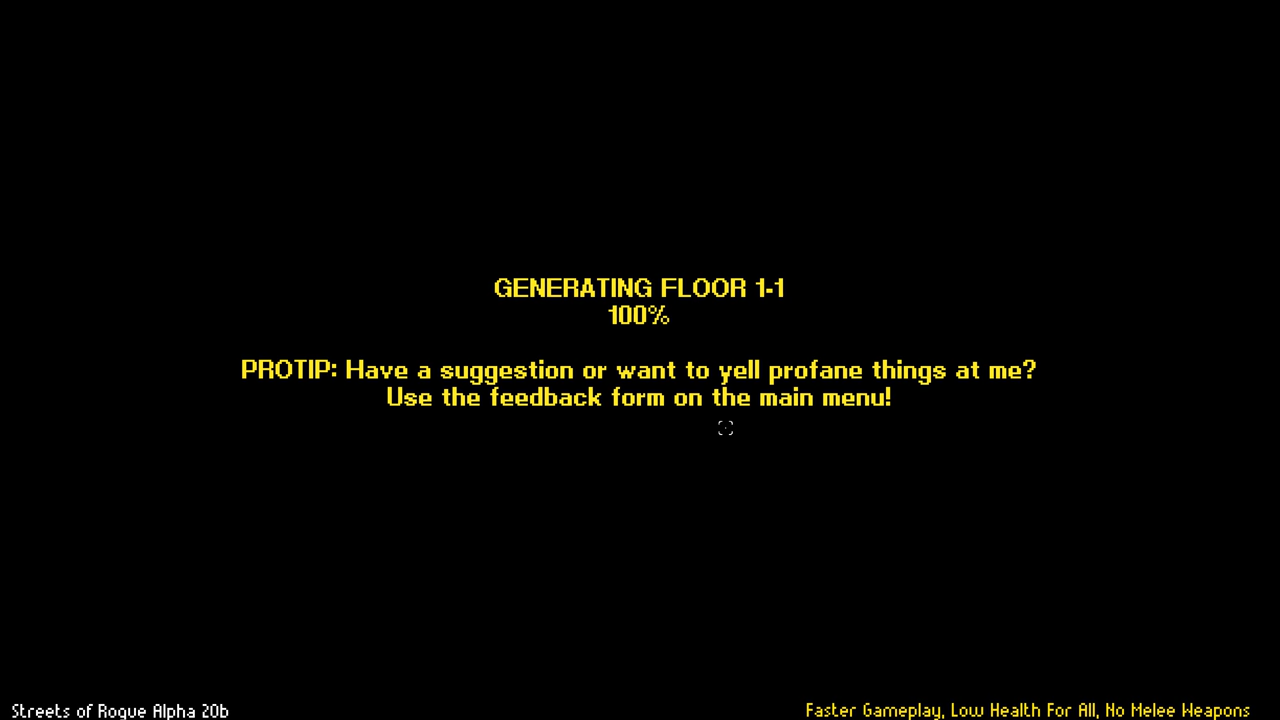 GENERATING FLOOR 1-1
100%
PROTIP: Have a suggestion or want to yell profane things at me?
Use the feedback form on the main menu!
Streets of Rogue Alpha 20b
Faster Gameplay, Low Health For All, No Melee Weapons